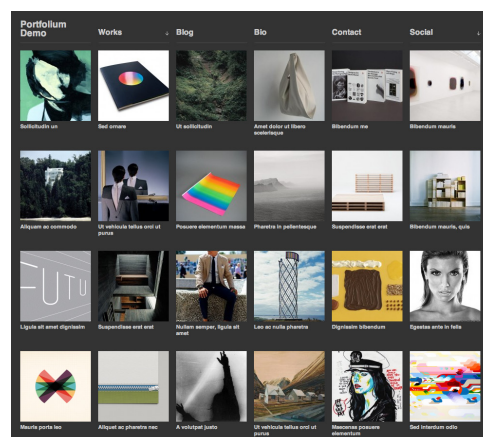 Portfolium
Demo
Works
Blog
Bio
Contact
Social
Sollicitudin un
Sed ornare
Ut sollicitudin
Amet dolor ut libero
scelerisque
Bibendum me
Bibendum mauris
Aliquam ac commodo
Ut vehicula tellus orci ut
purus
Posuere elementum massa
Pharetra in pellentesque
Suspendisse erat erat
Bibendum mauris, quis
FUTU
Ligula sit amet dignissim
Suspendisse erat erat
Nullam semper, ligula sit
amet
Leo ac nulla pharetra
Dignissim bibendum
Egestas ante in felis
Mauris porta leo
Aliquet ac pharetra nec
A volutpat justo
Ut vehicula tellus orci ut
purus
Maecenas posuere
elementum
Sed interdum odio